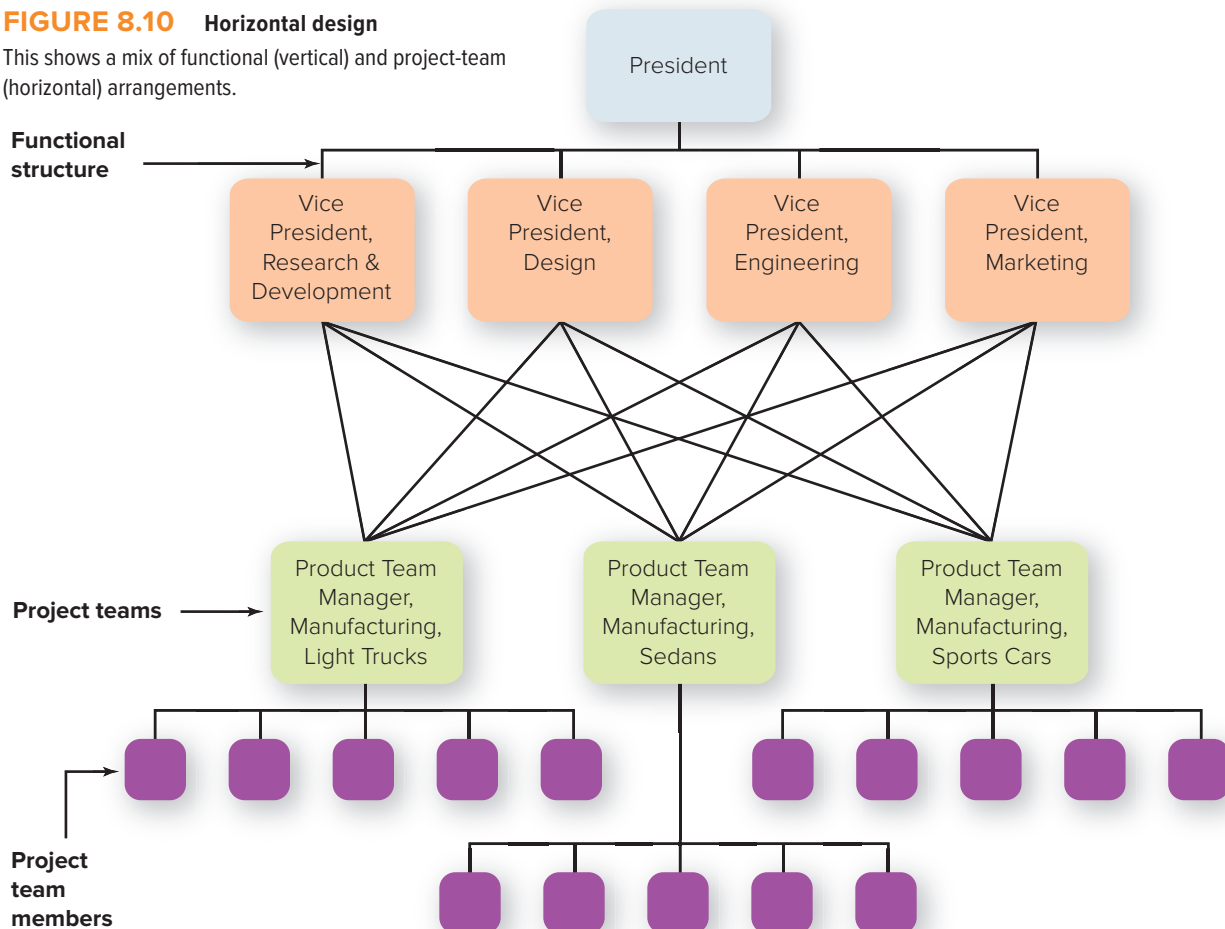 FIGURE 8.10 Horizontal design
This shows a mix of functional (vertical) and project-team
(horizontal) arrangements.
President
Functional
structure
Vice
President,
Research &
Development
Vice
President,
Design
Vice
President,
Engineering
Vice
President,
Marketing
Project teams
Product Team
Manager,
Manufacturing,
Light Trucks
Product Team
Manager,
Manufacturing,
Sedans
Product Team
Manager,
Manufacturing,
Sports Cars
Project
team
members